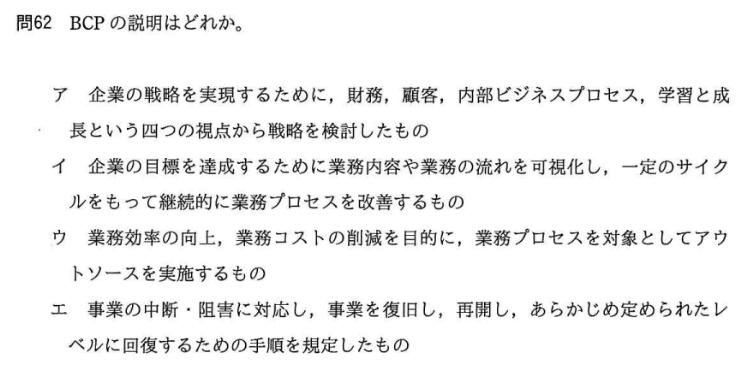 問62 BCPの説明はどれか。
ア 企業の戦略を実現するために，財務，顧客，内部ビジネスプロセス，学習と成
長という四つの視点から戦略を検討したもの
イ 企業の目標を達成するために業務内容や業務の流れを可視化し，一定のサイク
ルをもって継続的に業務プロセスを改善するもの
ウ 業務効率の向上，業務コストの削減を目的に，業務プロセスを対象としてアウ
トソースを実施するもの
エ 事業の中断・阻害に対応し，事業を復旧し，再開し，あらかじめ定められたレ
ベルに回復するための手順を規定したもの